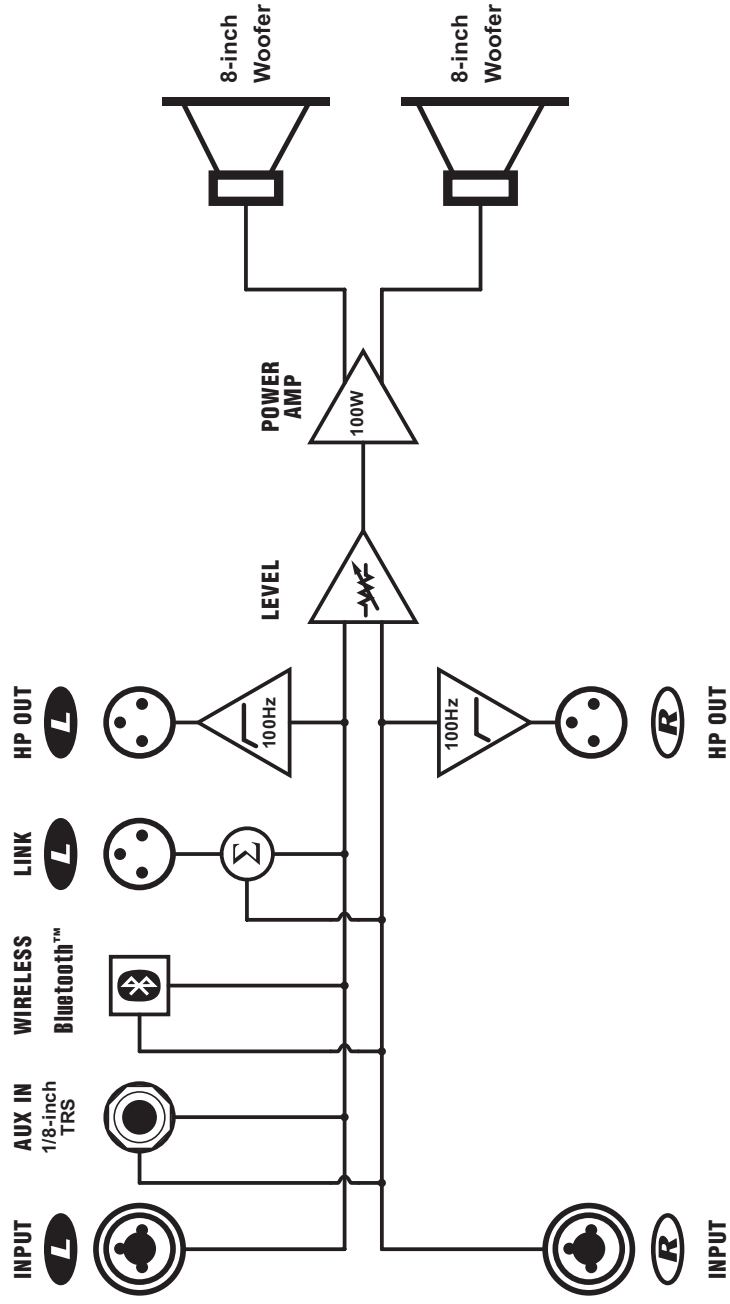 INPUT
L
AUX IN
1/8-inch
TRS
WIRELESS
Bluetooth™
LINK
L
HP OUT
L
LEVEL
POWER
AMP
8-inch
Woofer
Σ
100Hz
100W
100Hz
8-inch
Woofer
R
INPUT
R
HP OUT